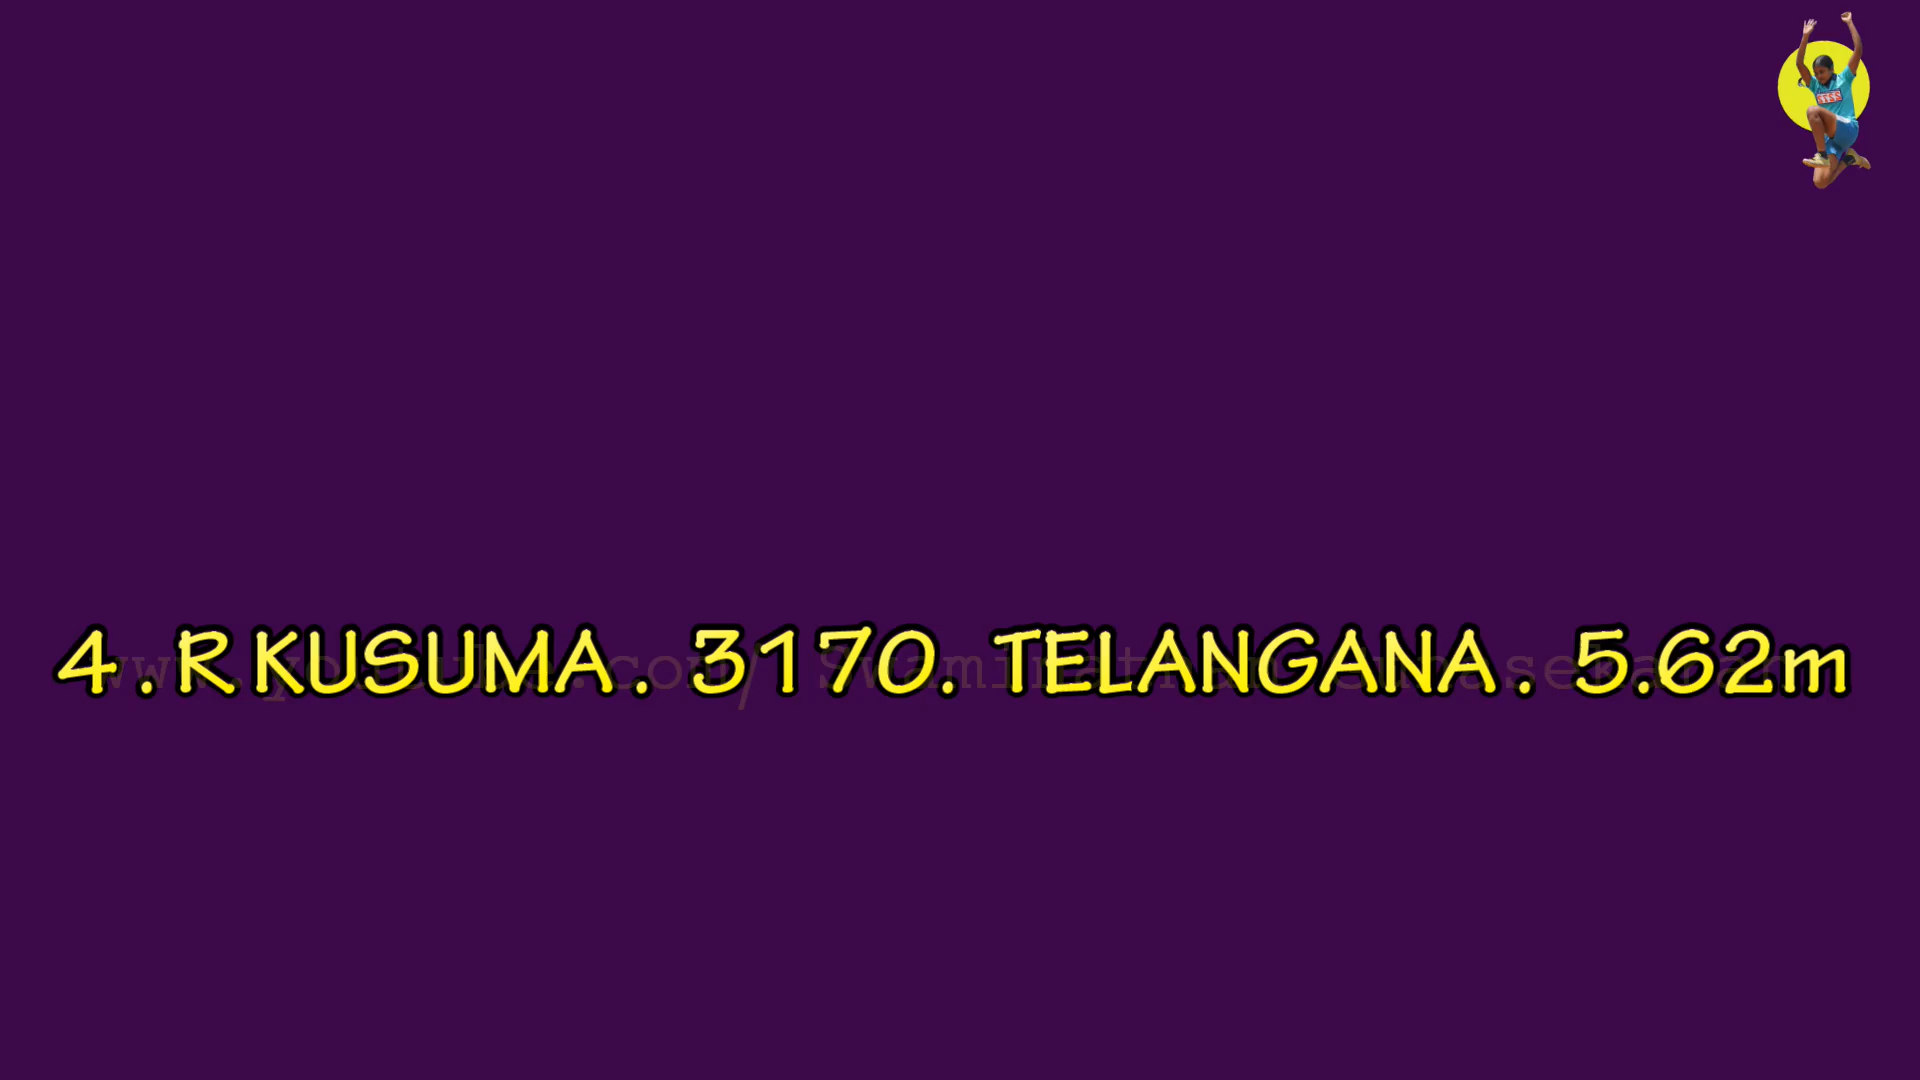 4 . R KUSUMA . 3170. TELANGANA . 5.62m